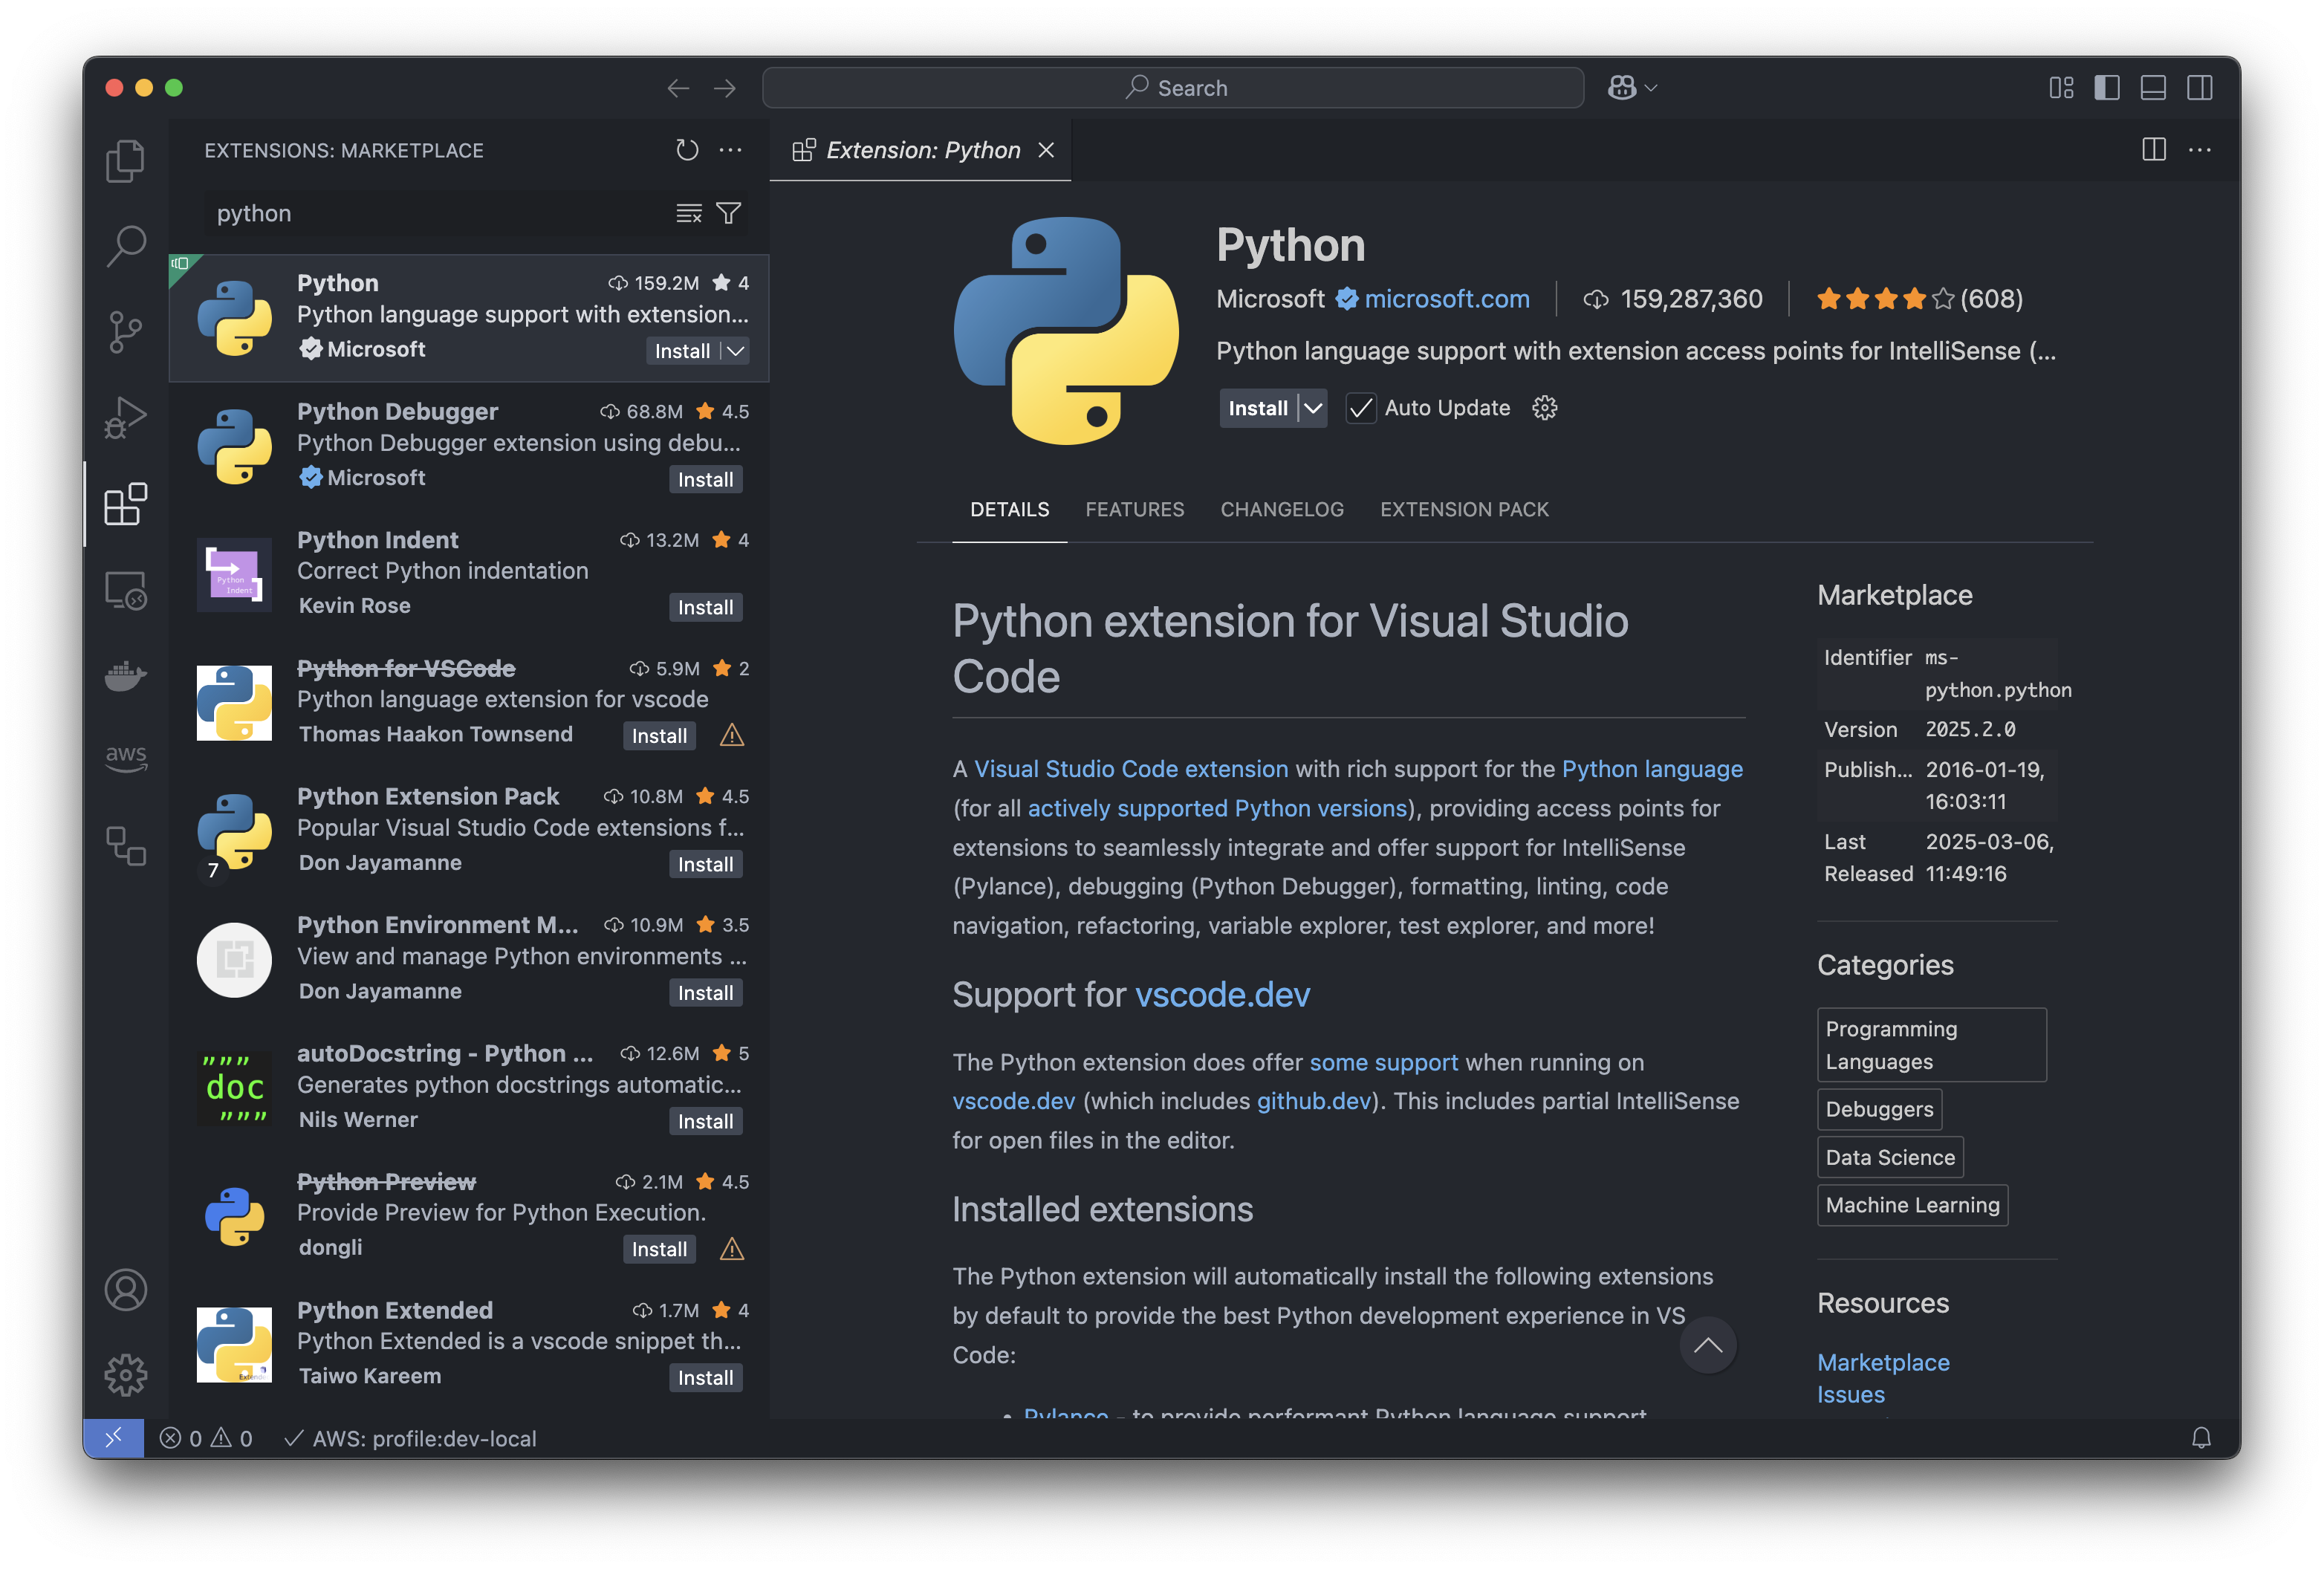 Search
EXTENSIONS: MARKETPLACE
python
Python 159.2M 4
Python language support with extension...
Microsoft Install
Python Debugger 68.8M 4.5
Python Debugger extension using debu...
Microsoft Install
Python Indent 13.2M 4
Correct Python indentation
Kevin Rose Install
Python
Indent
Python for VSCode 5.9M 2
Python language extension for vscode
Thomas Haakon Townsend Install
Python Extension Pack 10.8M 4.5
Popular Visual Studio Code extensions f...
Don Jayamanne Install
7
Python Environment M... 10.9M 3.5
View and manage Python environments ...
Don Jayamanne Install
autoDocstring - Python ... 12.6M 5
Generates python docstrings automatic...
Nils Werner Install
"""
doc
"""
Python Preview 2.1M 4.5
Provide Preview for Python Execution.
dongli Install
Python Extended 1.7M 4
Python Extended is a vscode snippet th...
Taiwo Kareem Install
aws
Extension: Python
Python
Microsoft microsoft.com 159,287,360 (608)
Python language support with extension access points for IntelliSense (...
Install Auto Update
DETAILS FEATURES CHANGELOG EXTENSION PACK
Python extension for Visual Studio
Code
A Visual Studio Code extension with rich support for the Python language
(for all actively supported Python versions), providing access points for
extensions to seamlessly integrate and offer support for IntelliSense
(Pylance), debugging (Python Debugger), formatting, linting, code
navigation, refactoring, variable explorer, test explorer, and more!
Support for vscode.dev
The Python extension does offer some support when running on
vscode.dev (which includes github.dev). This includes partial IntelliSense
for open files in the editor.
Installed extensions
The Python extension will automatically install the following extensions
by default to provide the best Python development experience in VS
Code:
• Pylance - to provide performant Python language support
Marketplace
Identifier ms-
python.python
Version 2025.2.0
Publish... 2016-01-19,
16:03:11
Last 2025-03-06,
Released 11:49:16
Categories
Programming
Languages
Debuggers
Data Science
Machine Learning
Resources
Marketplace
Issues
0 0 AWS: profile:dev-local